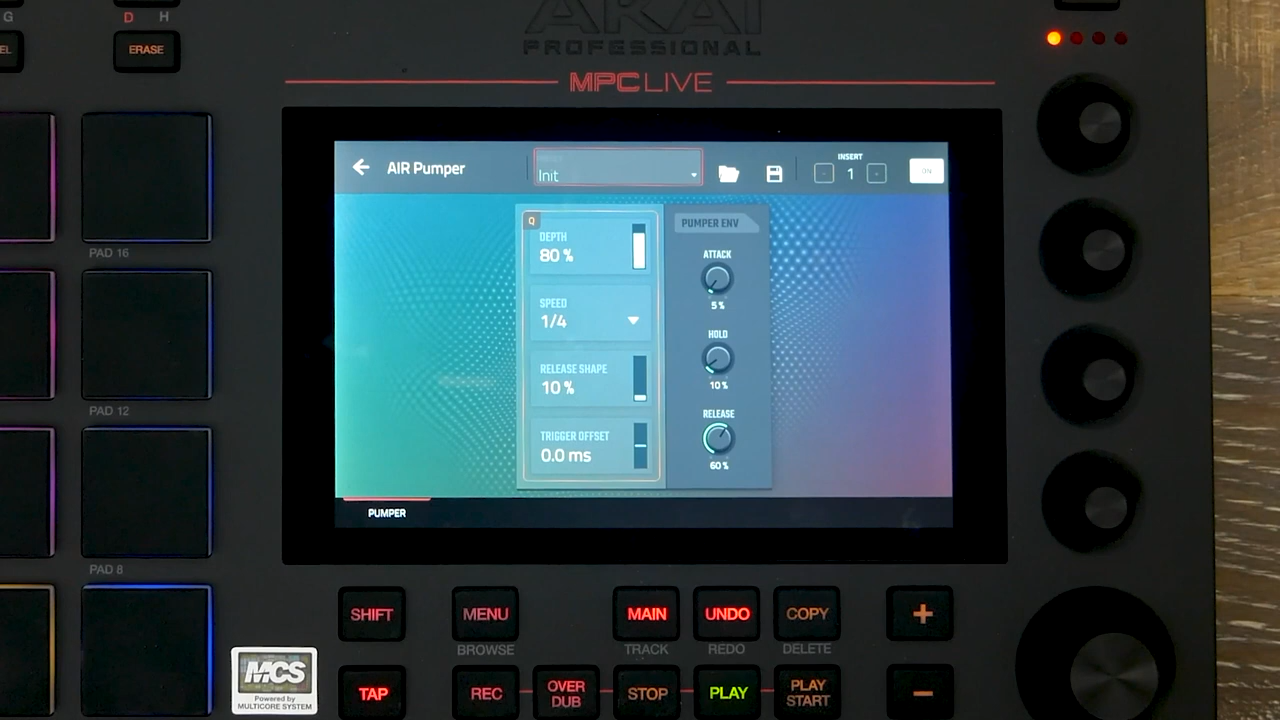 G
D H
EL
ERASE
AKAI
PROFESSIONAL
MPCLIVE
AIR Pumper
Init
INSERT
1
ON
Q
DEPTH
80 %
SPEED
1/4
RELEASE SHAPE
10 %
TRIGGER OFFSET
0.0 ms
PUMPER ENV
ATTACK
5 %
HOLD
10 %
RELEASE
60 %
PUMPER
PAD 16
PAD 12
PAD 8
SHIFT
MENU
BROWSE
MAIN
TRACK
UNDO
REDO
COPY
DELETE
+
TAP
REC
OVER
DUB
STOP
PLAY
PLAY
START
−
MCS
Powered by
MULTICORE SYSTEM